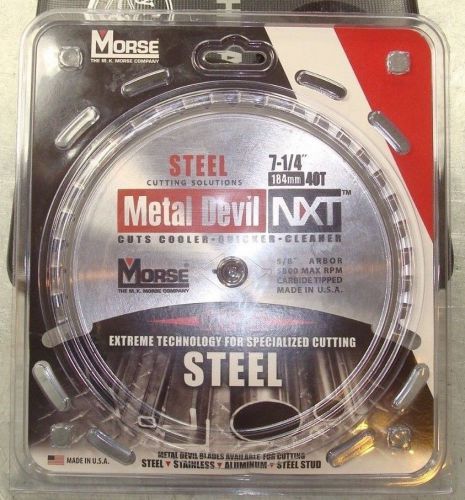 MORSE
THE M. K. MORSE COMPANY
STEEL
CUTTING SOLUTIONS
7-1/4"
184mm 40T
Metal Devil NXT™
CUTS COOLER-QUICKER-CLEANER
MORSE
THE M. K. MORSE COMPANY
5/8" ARBOR
5800 MAX RPM
CARBIDE TIPPED
MADE IN U.S.A.
EXTREME TECHNOLOGY FOR SPECIALIZED CUTTING
STEEL
MADE IN U.S.A.
METAL DEVIL BLADES AVAILABLE FOR CUTTING
STEEL • STAINLESS • ALUMINUM • STEEL STUD